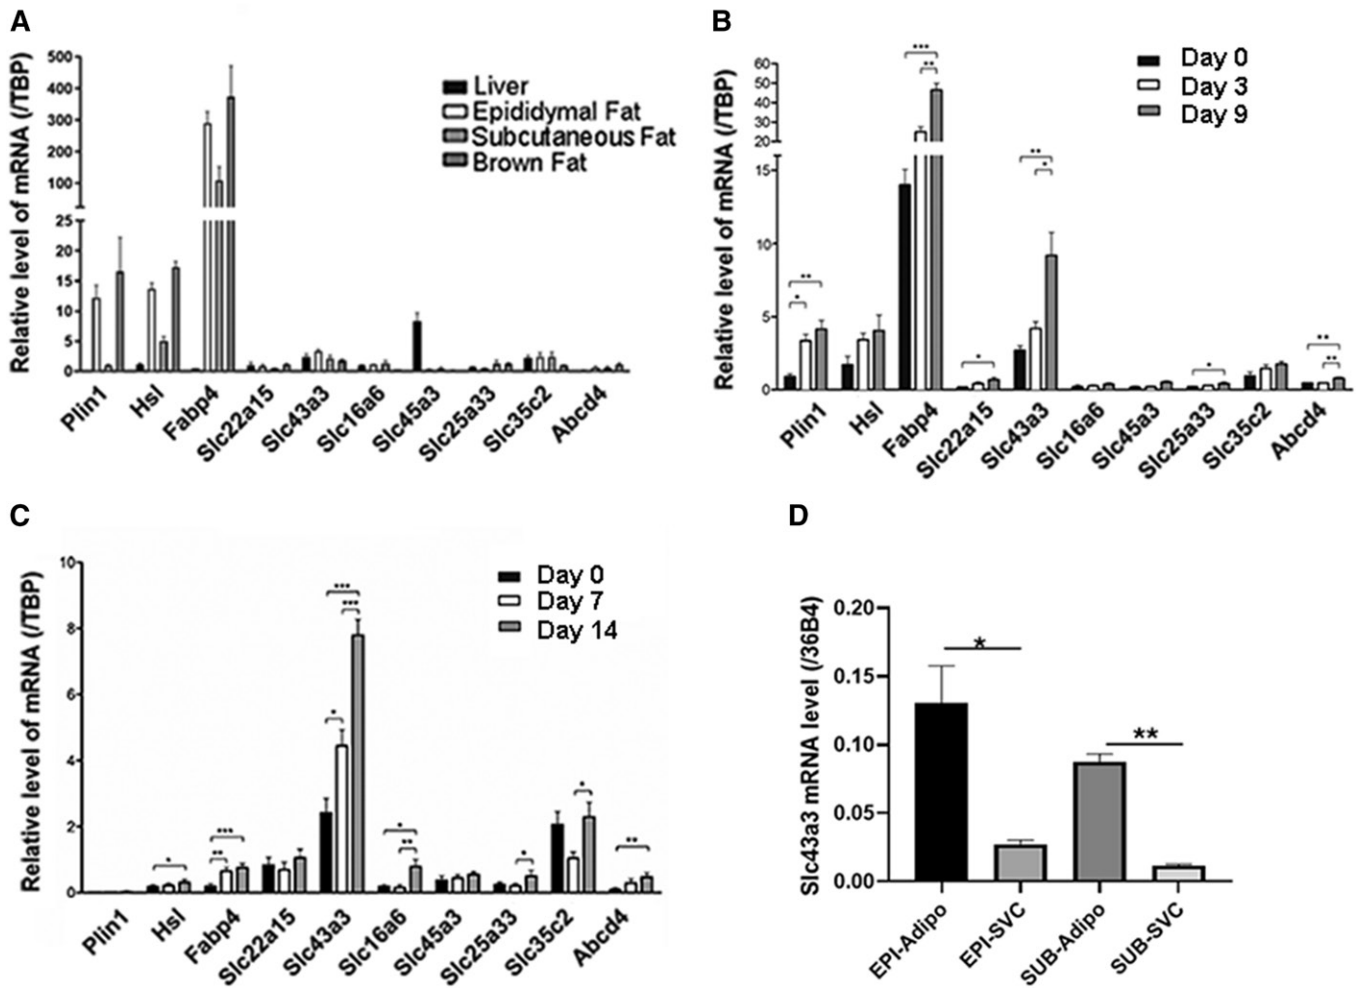 A
Relative level of mRNA (/TBP)
500
400
300
200
100
25
20
15
10
5
0
Liver
Epididymal Fat
Subcutaneous Fat
Brown Fat
Plin1
Hsl
Fabp4
Slc22a15
Slc43a3
Slc16a6
Slc45a3
Slc25a33
Slc35c2
Abcd4
B
Relative level of mRNA (/TBP)
60
50
40
30
20
15
10
5
0
Day 0
Day 3
Day 9
** * *** ** * ** * * ** **
Plin1
Hsl
Fabp4
Slc22a15
Slc43a3
Slc16a6
Slc45a3
Slc25a33
Slc35c2
Abcd4
C
Relative level of mRNA (/TBP)
10
8
6
4
2
0
Day 0
Day 7
Day 14
* *** ** *** *** * * ** * * **
Plin1
Hsl
Fabp4
Slc22a15
Slc43a3
Slc16a6
Slc45a3
Slc25a33
Slc35c2
Abcd4
D
Slc43a3 mRNA level (/36B4)
0.20
0.15
0.10
0.05
0.00
*
**
EPI-Adipo
EPI-SVC
SUB-Adipo
SUB-SVC